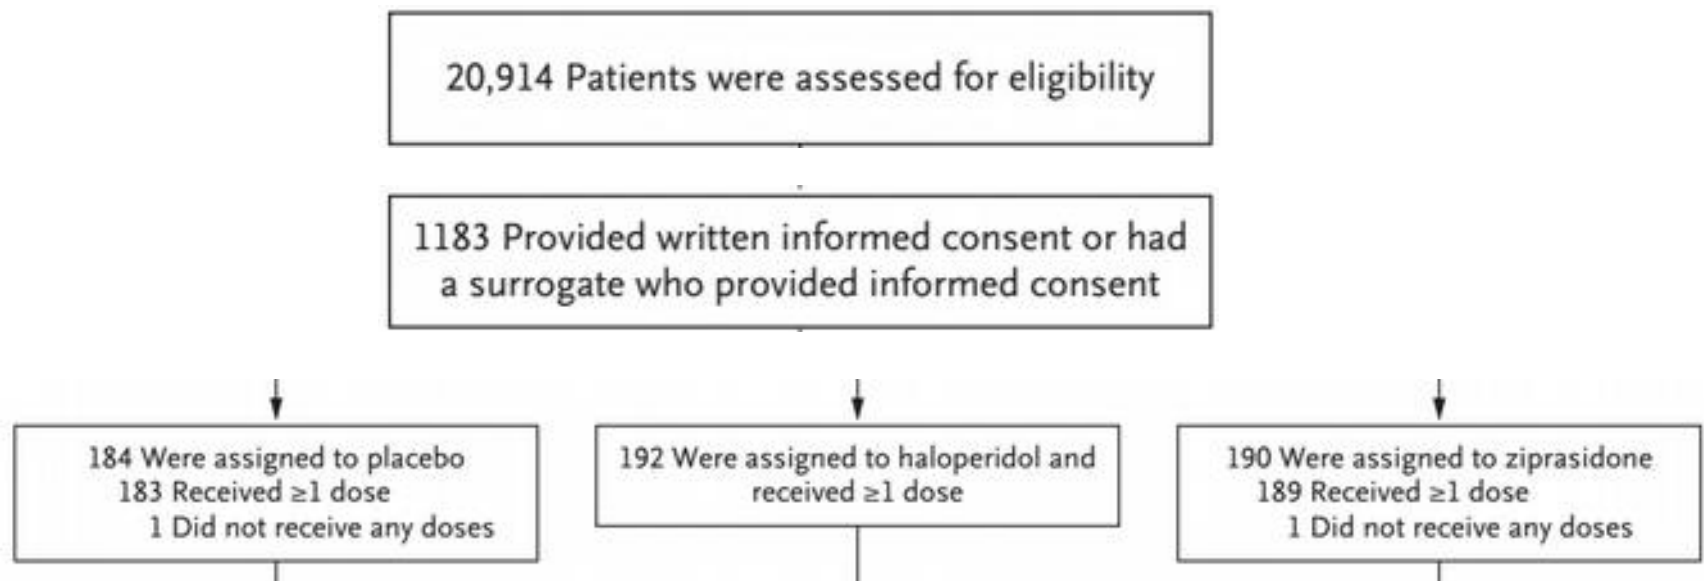 20,914 Patients were assessed for eligibility
1183 Provided written informed consent or had
a surrogate who provided informed consent
184 Were assigned to placebo
183 Received ≥1 dose
1 Did not receive any doses
192 Were assigned to haloperidol and
received ≥1 dose
190 Were assigned to ziprasidone
189 Received ≥1 dose
1 Did not receive any doses